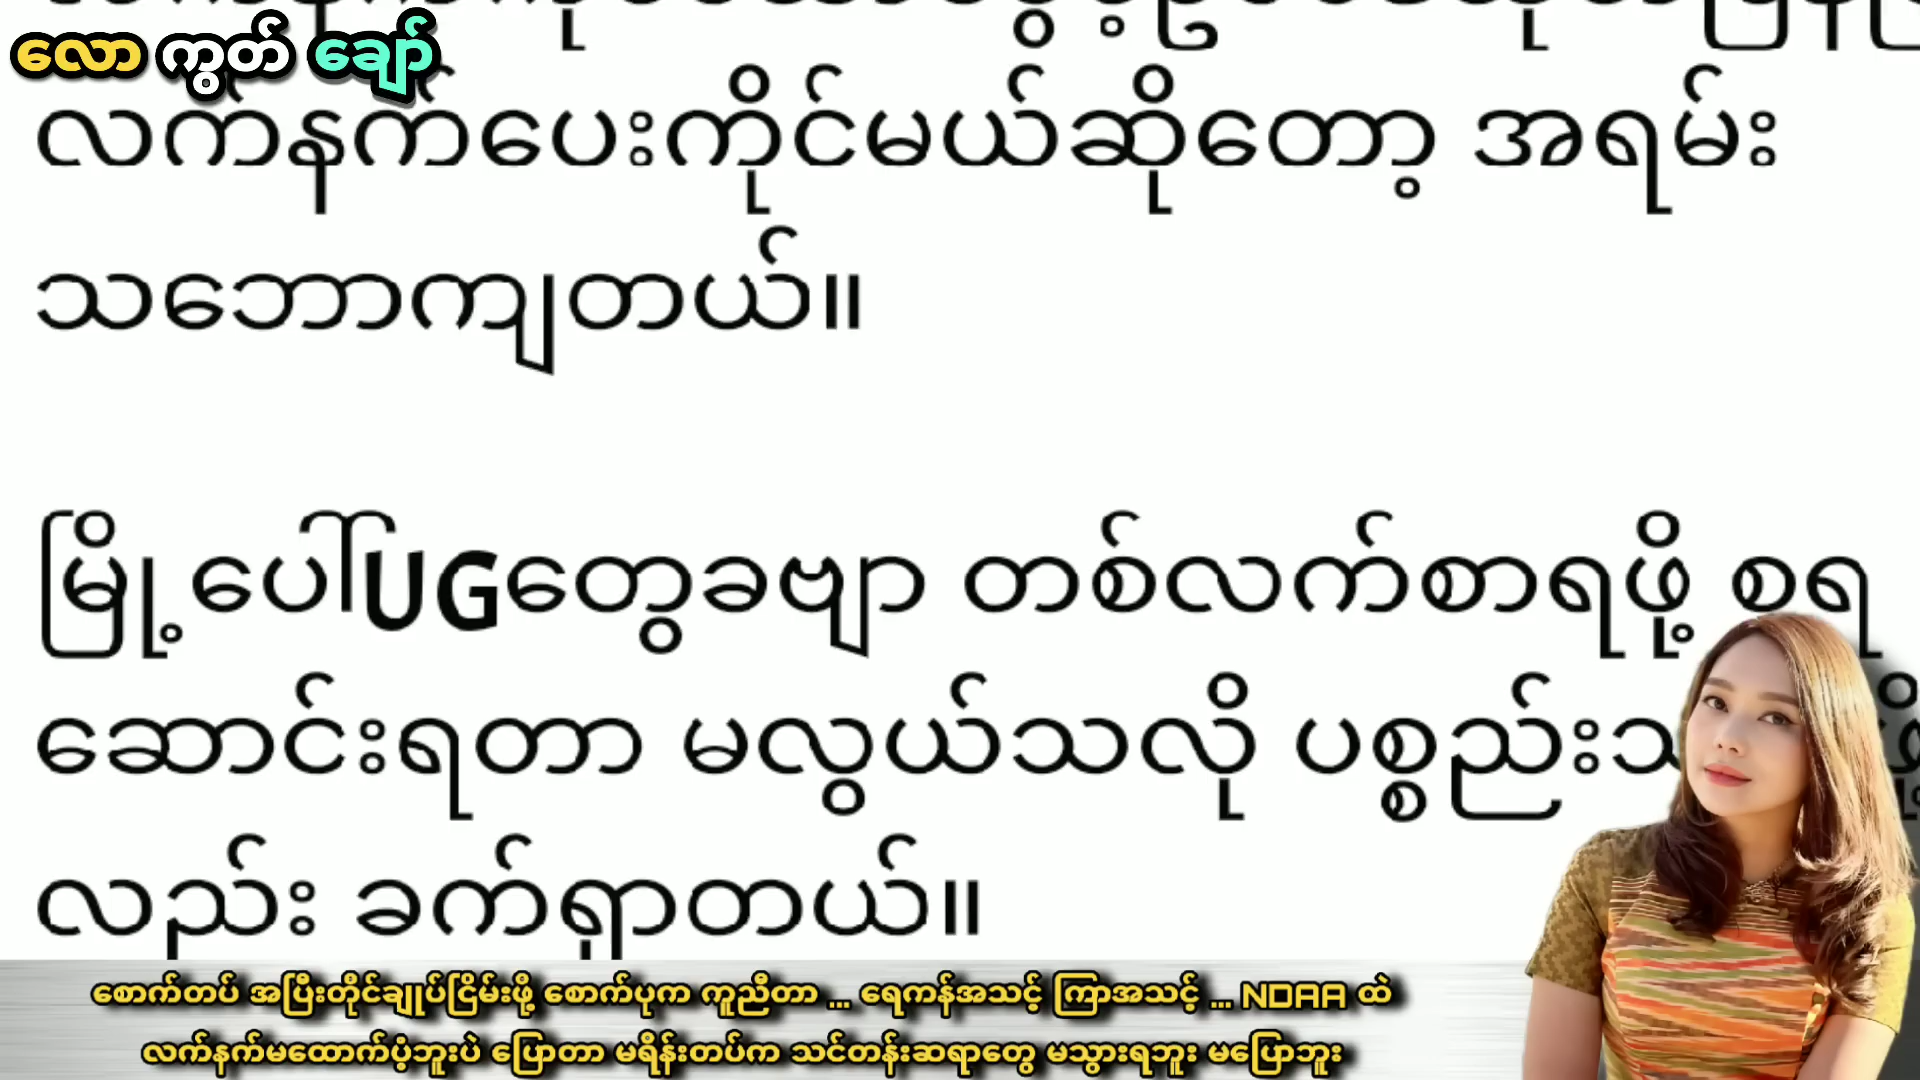 လော ကွတ် ချော်
လက်နက်ပေးကိုင်မယ်ဆိုတော့ အရမ်း
သဘောကျတယ်။
မြို့ပေါ်UGတွေခဗျာ တစ်လက်စာရဖို့ စရ
ဆောင်းရတာ မလွယ်သလို ပစ္စည်း
လည်း ခက်ရှာတယ်။
စောက်တပ် အပြီးတိုင်ချုပ်ငြိမ်းဖို့ စောက်ပုက ကူညီတာ ... ရေကန်အသင့် ကြာအသင့် ... NDAA ထဲ
လက်နက်မထောက်ပံ့ဘူးပဲ ပြောတာ မရိန်းတပ်က သင်တန်းဆရာတွေ မသွားရဘူး မပြောဘူး